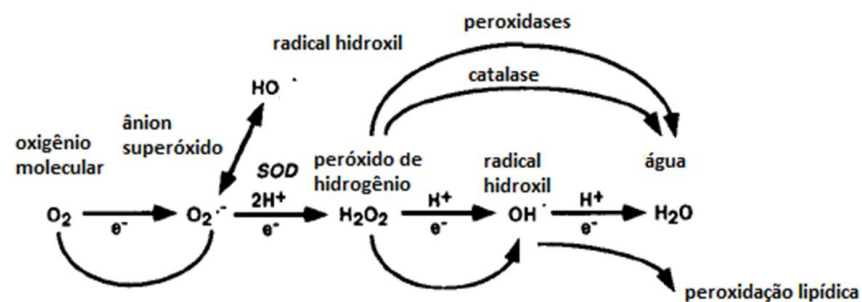 peroxidases
radical hidroxil
catalase
HO·
ânion
superóxido
oxigênio
molecular
SOD
peróxido de
hidrogênio
radical
hidroxil
água
O₂ e⁻ O₂·⁻ 2H⁺ e⁻ H₂O₂ H⁺ e⁻ OH· H⁺ e⁻ H₂O
peroxidação lipídica